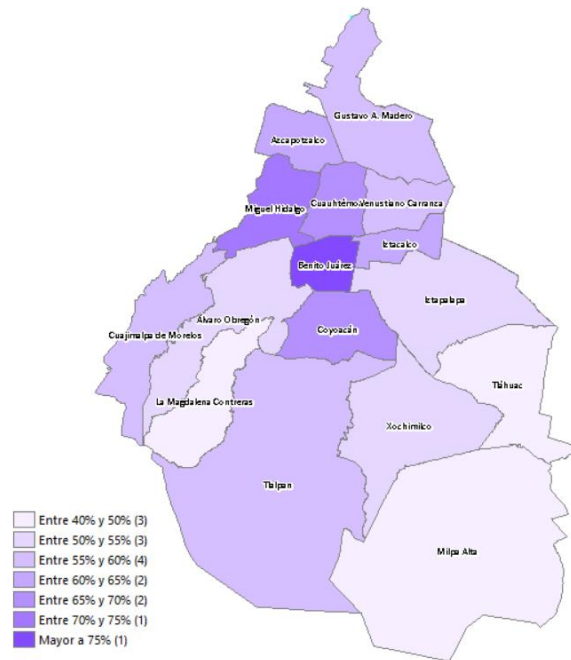 Gustavo A. Madero
Azcapotzalco
Miguel Hidalgo
Cuauhtémoc
Venustiano Carranza
Iztacalco
Benito Juárez
Iztapalapa
Álvaro Obregón
Coyoacán
Cuajimalpa de Morelos
Tláhuac
La Magdalena Contreras
Xochimilco
Tlalpan
Milpa Alta
Entre 40% y 50% (3)
Entre 50% y 55% (3)
Entre 55% y 60% (4)
Entre 60% y 65% (2)
Entre 65% y 70% (2)
Entre 70% y 75% (1)
Mayor a 75% (1)